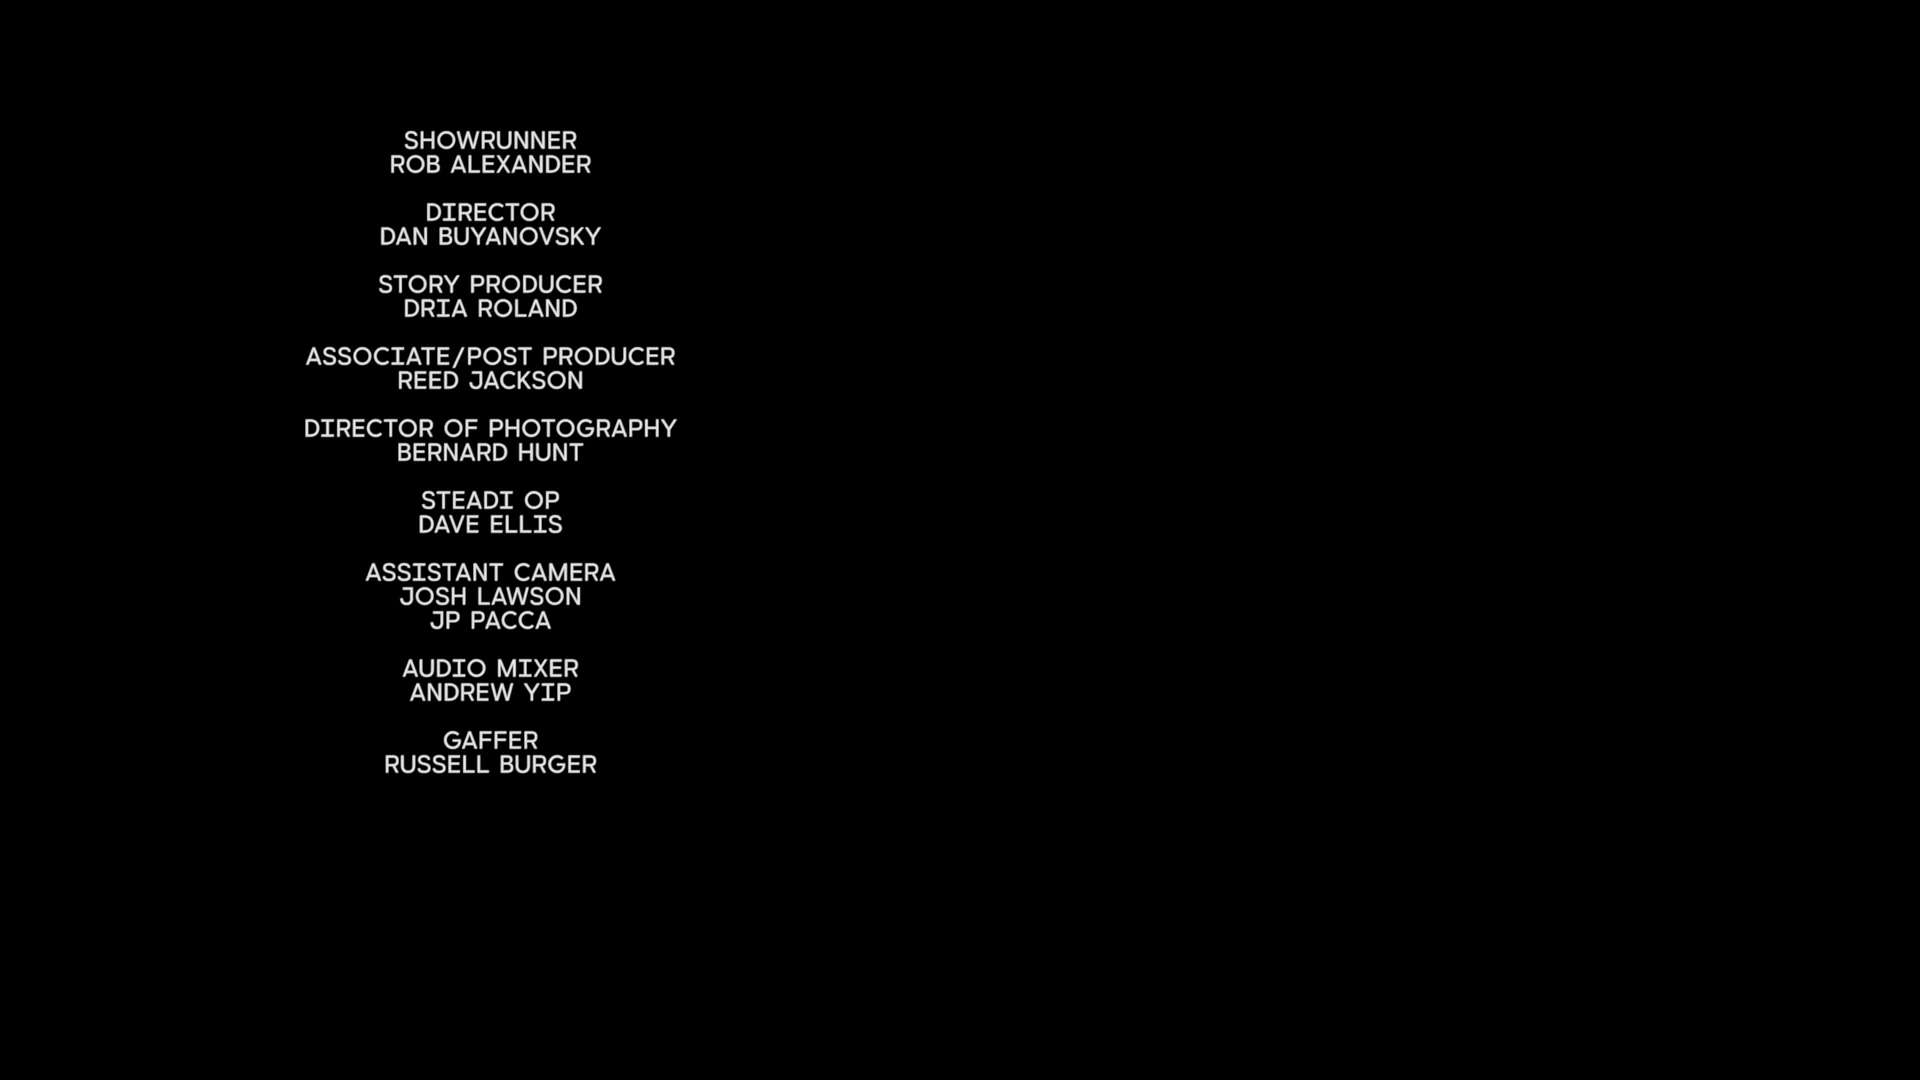 SHOWRUNNER
ROB ALEXANDER
DIRECTOR
DAN BUYANOVSKY
STORY PRODUCER
DRIA ROLAND
ASSOCIATE/POST PRODUCER
REED JACKSON
DIRECTOR OF PHOTOGRAPHY
BERNARD HUNT
STEADI OP
DAVE ELLIS
ASSISTANT CAMERA
JOSH LAWSON
JP PACCA
AUDIO MIXER
ANDREW YIP
GAFFER
RUSSELL BURGER